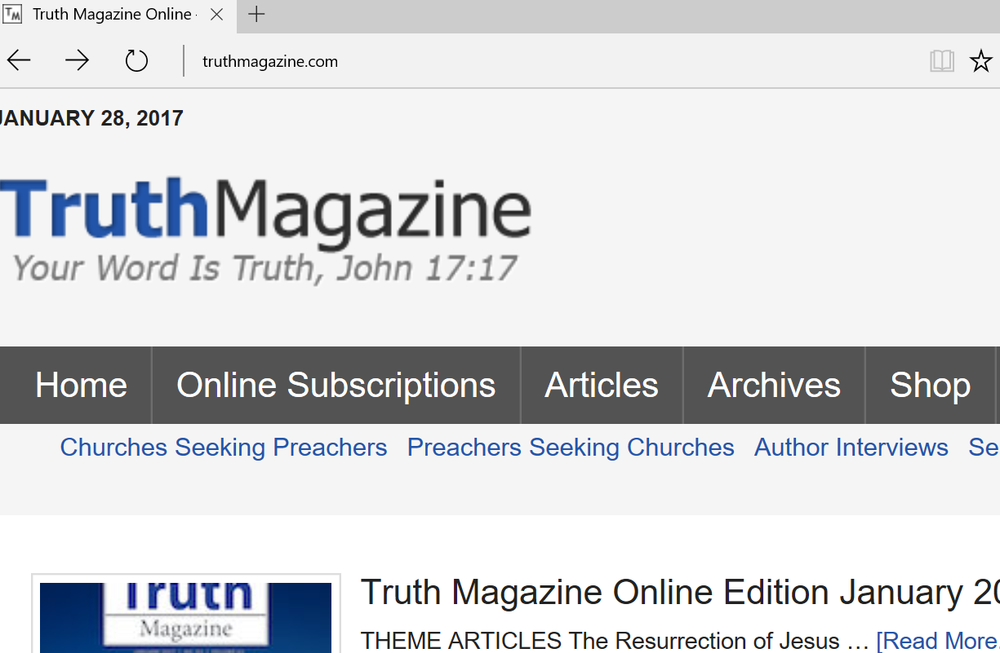 TM Truth Magazine Online
truthmagazine.com
JANUARY 28, 2017
TruthMagazine
Your Word Is Truth, John 17:17
Home Online Subscriptions Articles Archives Shop
Churches Seeking Preachers Preachers Seeking Churches Author Interviews Se
Truth
Magazine
Truth Magazine Online Edition January 20
THEME ARTICLES The Resurrection of Jesus … [Read More.